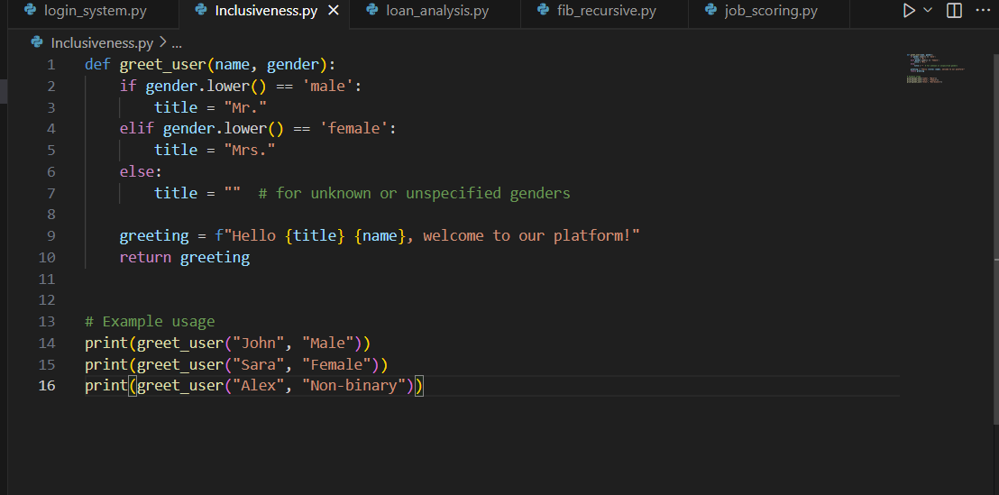 login_system.py Inclusiveness.py loan_analysis.py fib_recursive.py job_scoring.py
Inclusiveness.py > ...
1 def greet_user(name, gender):
2 if gender.lower() == 'male':
3 title = "Mr."
4 elif gender.lower() == 'female':
5 title = "Mrs."
6 else:
7 title = "" # for unknown or unspecified genders
8
9 greeting = f"Hello {title} {name}, welcome to our platform!"
10 return greeting
11
12
13 # Example usage
14 print(greet_user("John", "Male"))
15 print(greet_user("Sara", "Female"))
16 print(greet_user("Alex", "Non-binary"))